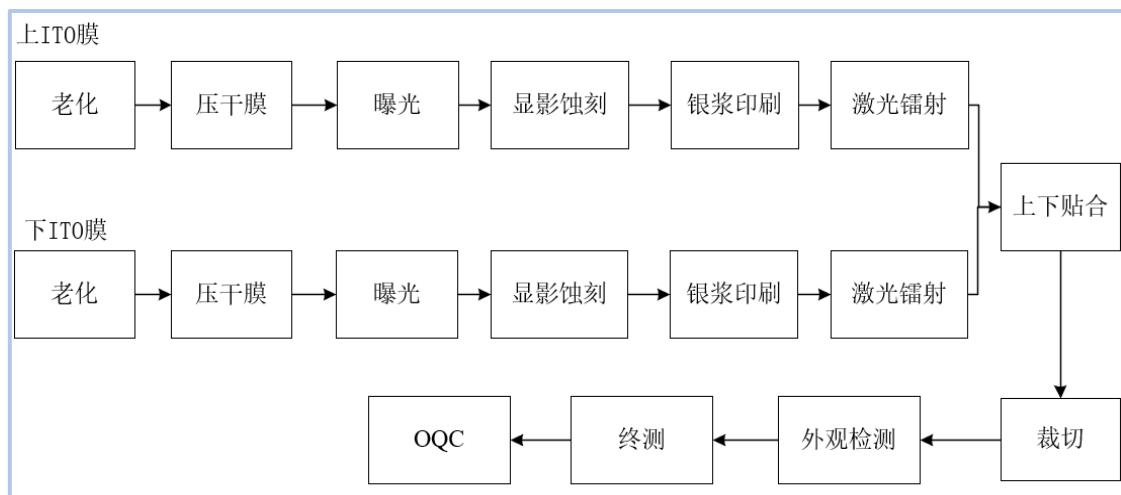 上ITO膜
老化
压干膜
曝光
显影蚀刻
银浆印刷
激光镭射
上下贴合
下ITO膜
老化
压干膜
曝光
显影蚀刻
银浆印刷
激光镭射
裁切
外观检测
终测
OQC